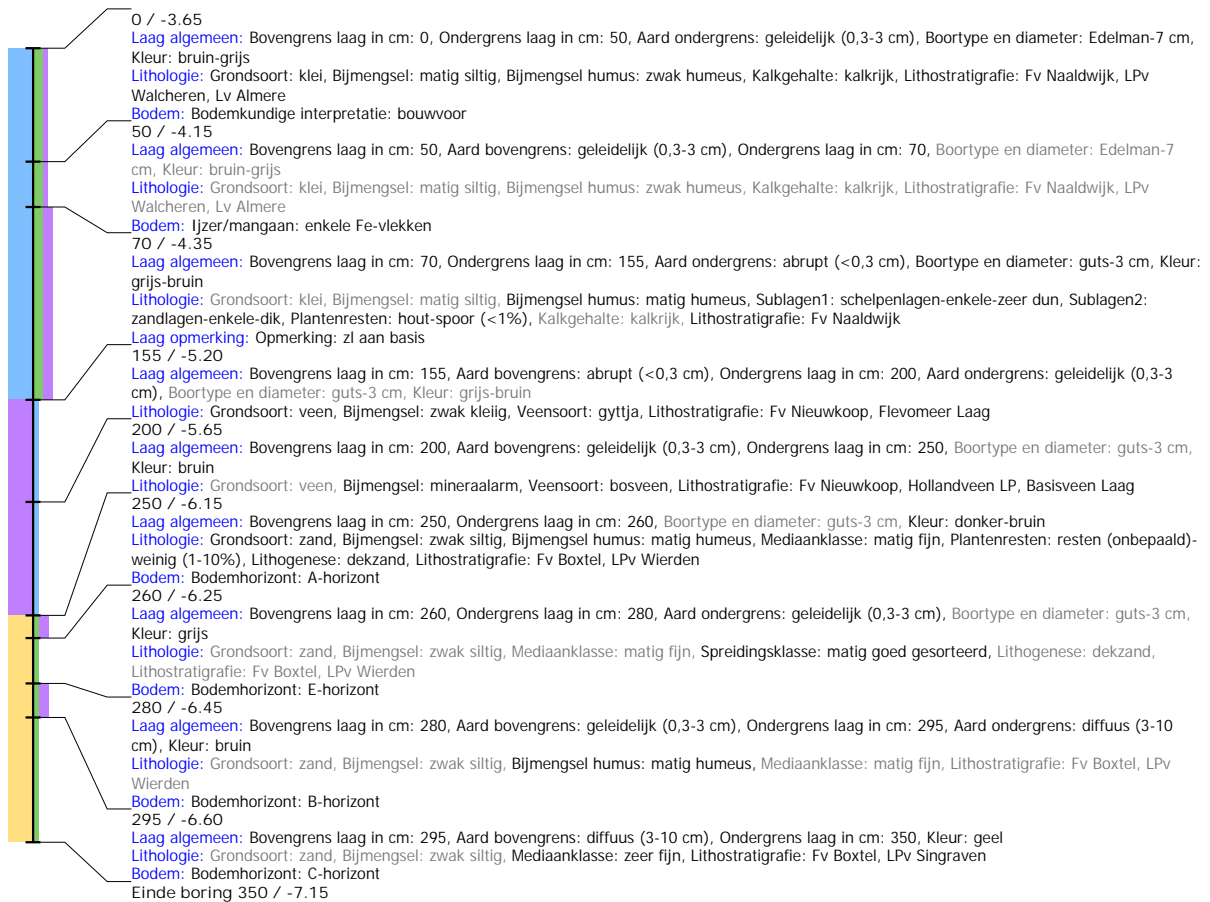 0 / -3.65
Laag algemeen: Bovengrens laag in cm: 0, Ondergrens laag in cm: 50, Aard ondergrens: geleidelijk (0,3-3 cm), Boortype en diameter: Edelman-7 cm,
Kleur: bruin-grijs
Lithologie: Grondsoort: klei, Bijmengsel: matig siltig, Bijmengsel humus: zwak humeus, Kalkgehalte: kalkrijk, Lithostratigrafie: Fv Naaldwijk, LPv
Walcheren, Lv Almere
Bodem: Bodemkundige interpretatie: bouwvoor
50 / -4.15
Laag algemeen: Bovengrens laag in cm: 50, Aard bovengrens: geleidelijk (0,3-3 cm), Ondergrens laag in cm: 70, Boortype en diameter: Edelman-7
cm, Kleur: bruin-grijs
Lithologie: Grondsoort: klei, Bijmengsel: matig siltig, Bijmengsel humus: zwak humeus, Kalkgehalte: kalkrijk, Lithostratigrafie: Fv Naaldwijk, LPv
Walcheren, Lv Almere
Bodem: Ijzer/mangaan: enkele Fe-vlekken
70 / -4.35
Laag algemeen: Bovengrens laag in cm: 70, Ondergrens laag in cm: 155, Aard ondergrens: abrupt (<0,3 cm), Boortype en diameter: guts-3 cm, Kleur:
grijs-bruin
Lithologie: Grondsoort: klei, Bijmengsel: matig siltig, Bijmengsel humus: matig humeus, Sublagen1: schelpenlagen-enkele-zeer dun, Sublagen2:
zandlagen-enkele-dik, Plantenresten: hout-spoor (<1%), Kalkgehalte: kalkrijk, Lithostratigrafie: Fv Naaldwijk
Laag opmerking: Opmerking: zl aan basis
155 / -5.20
Laag algemeen: Bovengrens laag in cm: 155, Aard bovengrens: abrupt (<0,3 cm), Ondergrens laag in cm: 200, Aard ondergrens: geleidelijk (0,3-3
cm), Boortype en diameter: guts-3 cm, Kleur: grijs-bruin
Lithologie: Grondsoort: veen, Bijmengsel: zwak kleiig, Veensoort: gyttja, Lithostratigrafie: Fv Nieuwkoop, Flevomeer Laag
200 / -5.65
Laag algemeen: Bovengrens laag in cm: 200, Aard bovengrens: geleidelijk (0,3-3 cm), Ondergrens laag in cm: 250, Boortype en diameter: guts-3 cm,
Kleur: bruin
Lithologie: Grondsoort: veen, Bijmengsel: mineraalarm, Veensoort: bosveen, Lithostratigrafie: Fv Nieuwkoop, Hollandveen LP, Basisveen Laag
250 / -6.15
Laag algemeen: Bovengrens laag in cm: 250, Ondergrens laag in cm: 260, Boortype en diameter: guts-3 cm, Kleur: donker-bruin
Lithologie: Grondsoort: zand, Bijmengsel: zwak siltig, Bijmengsel humus: matig humeus, Mediaanklasse: matig fijn, Plantenresten: resten (onbepaald)-
weinig (1-10%), Lithogenese: dekzand, Lithostratigrafie: Fv Boxtel, LPv Wierden
Bodem: Bodemhorizont: A-horizont
260 / -6.25
Laag algemeen: Bovengrens laag in cm: 260, Ondergrens laag in cm: 280, Aard ondergrens: geleidelijk (0,3-3 cm), Boortype en diameter: guts-3 cm,
Kleur: grijs
Lithologie: Grondsoort: zand, Bijmengsel: zwak siltig, Mediaanklasse: matig fijn, Spreidingsklasse: matig goed gesorteerd, Lithogenese: dekzand,
Lithostratigrafie: Fv Boxtel, LPv Wierden
Bodem: Bodemhorizont: E-horizont
280 / -6.45
Laag algemeen: Bovengrens laag in cm: 280, Aard bovengrens: geleidelijk (0,3-3 cm), Ondergrens laag in cm: 295, Aard ondergrens: diffuus (3-10
cm), Kleur: bruin
Lithologie: Grondsoort: zand, Bijmengsel: zwak siltig, Bijmengsel humus: matig humeus, Mediaanklasse: matig fijn, Lithostratigrafie: Fv Boxtel, LPv
Wierden
Bodem: Bodemhorizont: B-horizont
295 / -6.60
Laag algemeen: Bovengrens laag in cm: 295, Aard bovengrens: diffuus (3-10 cm), Ondergrens laag in cm: 350, Kleur: geel
Lithologie: Grondsoort: zand, Bijmengsel: zwak siltig, Mediaanklasse: zeer fijn, Lithostratigrafie: Fv Boxtel, LPv Singraven
Bodem: Bodemhorizont: C-horizont
Einde boring 350 / -7.15